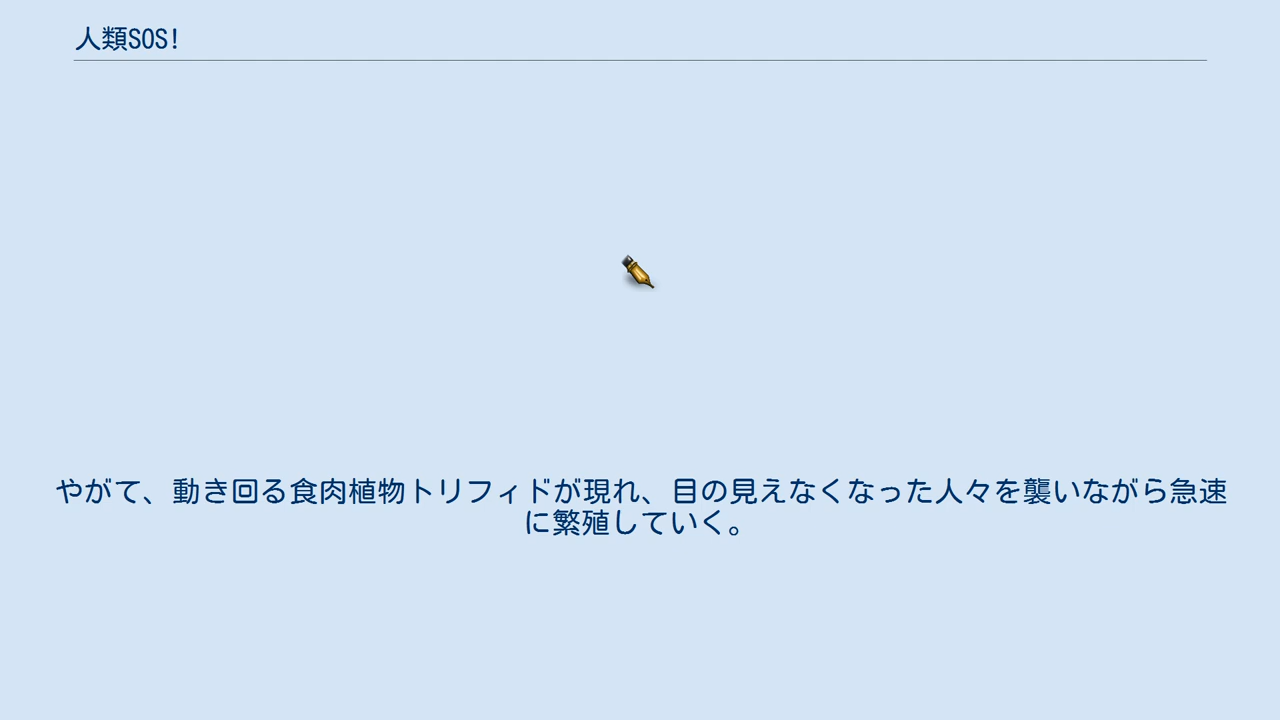 人類SOS!
やがて、動き回る食肉植物トリフィドが現れ、目の見えなくなった人々を襲いながら急速
に繁殖していく。